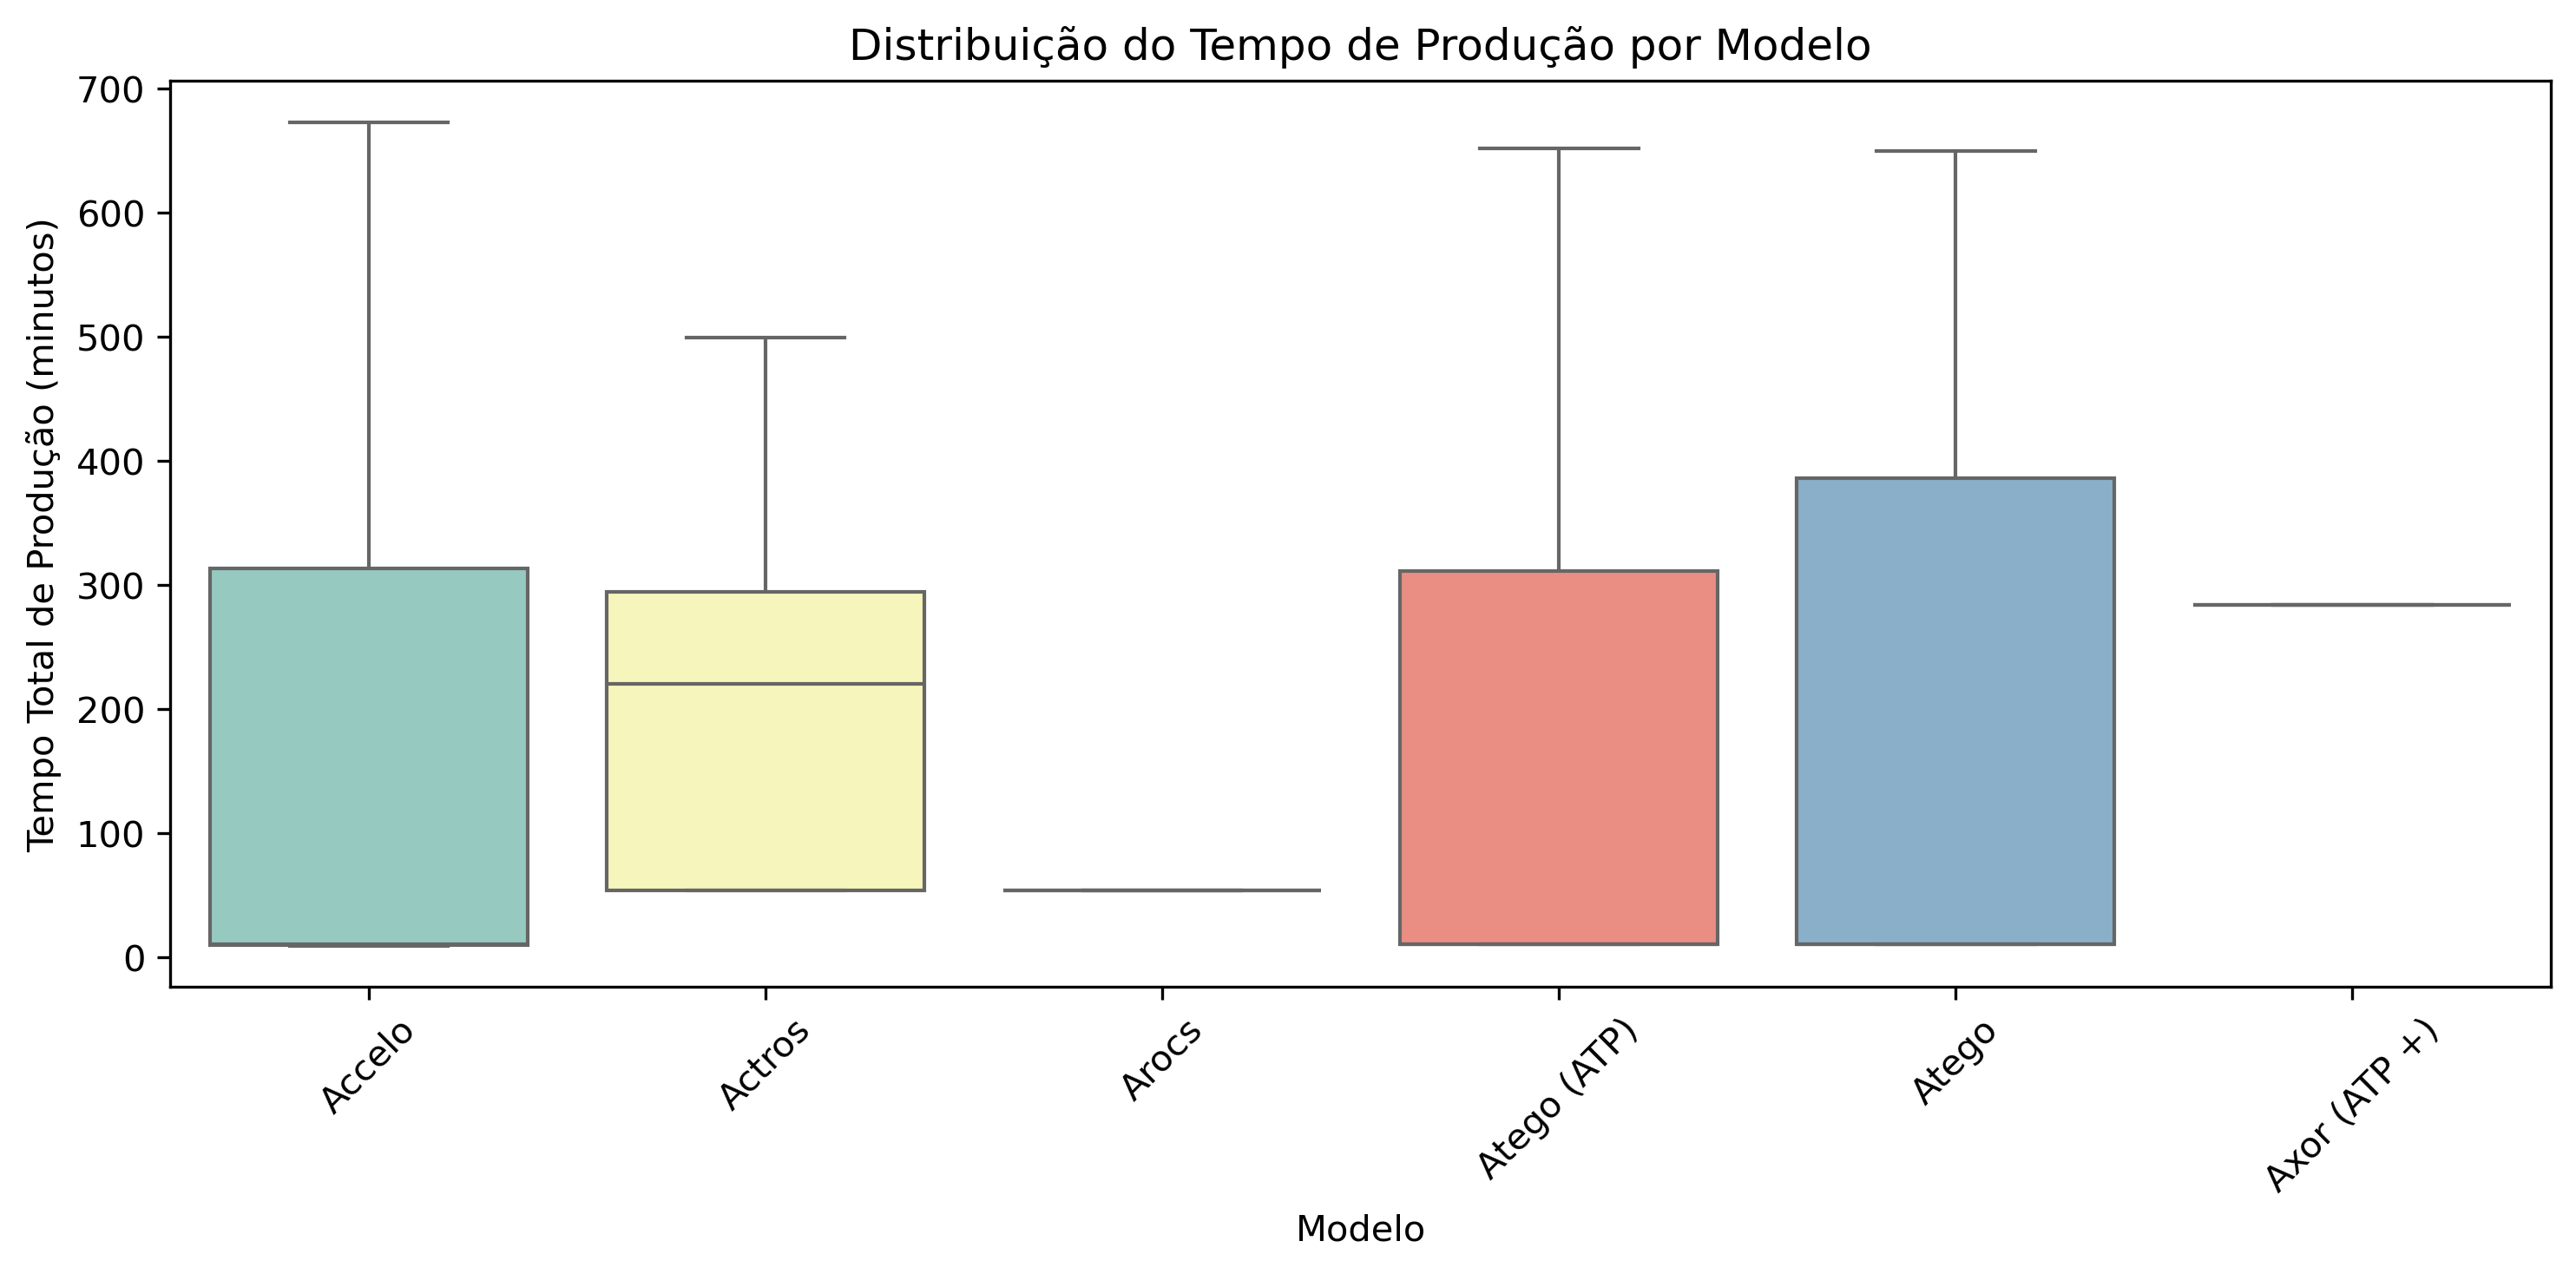 Distribuição do Tempo de Produção por Modelo
Tempo Total de Produção (minutos)
700
600
500
400
300
200
100
0
Accelo
Actros
Arocs
Atego (ATP)
Atego
Axor (ATP +)
Modelo